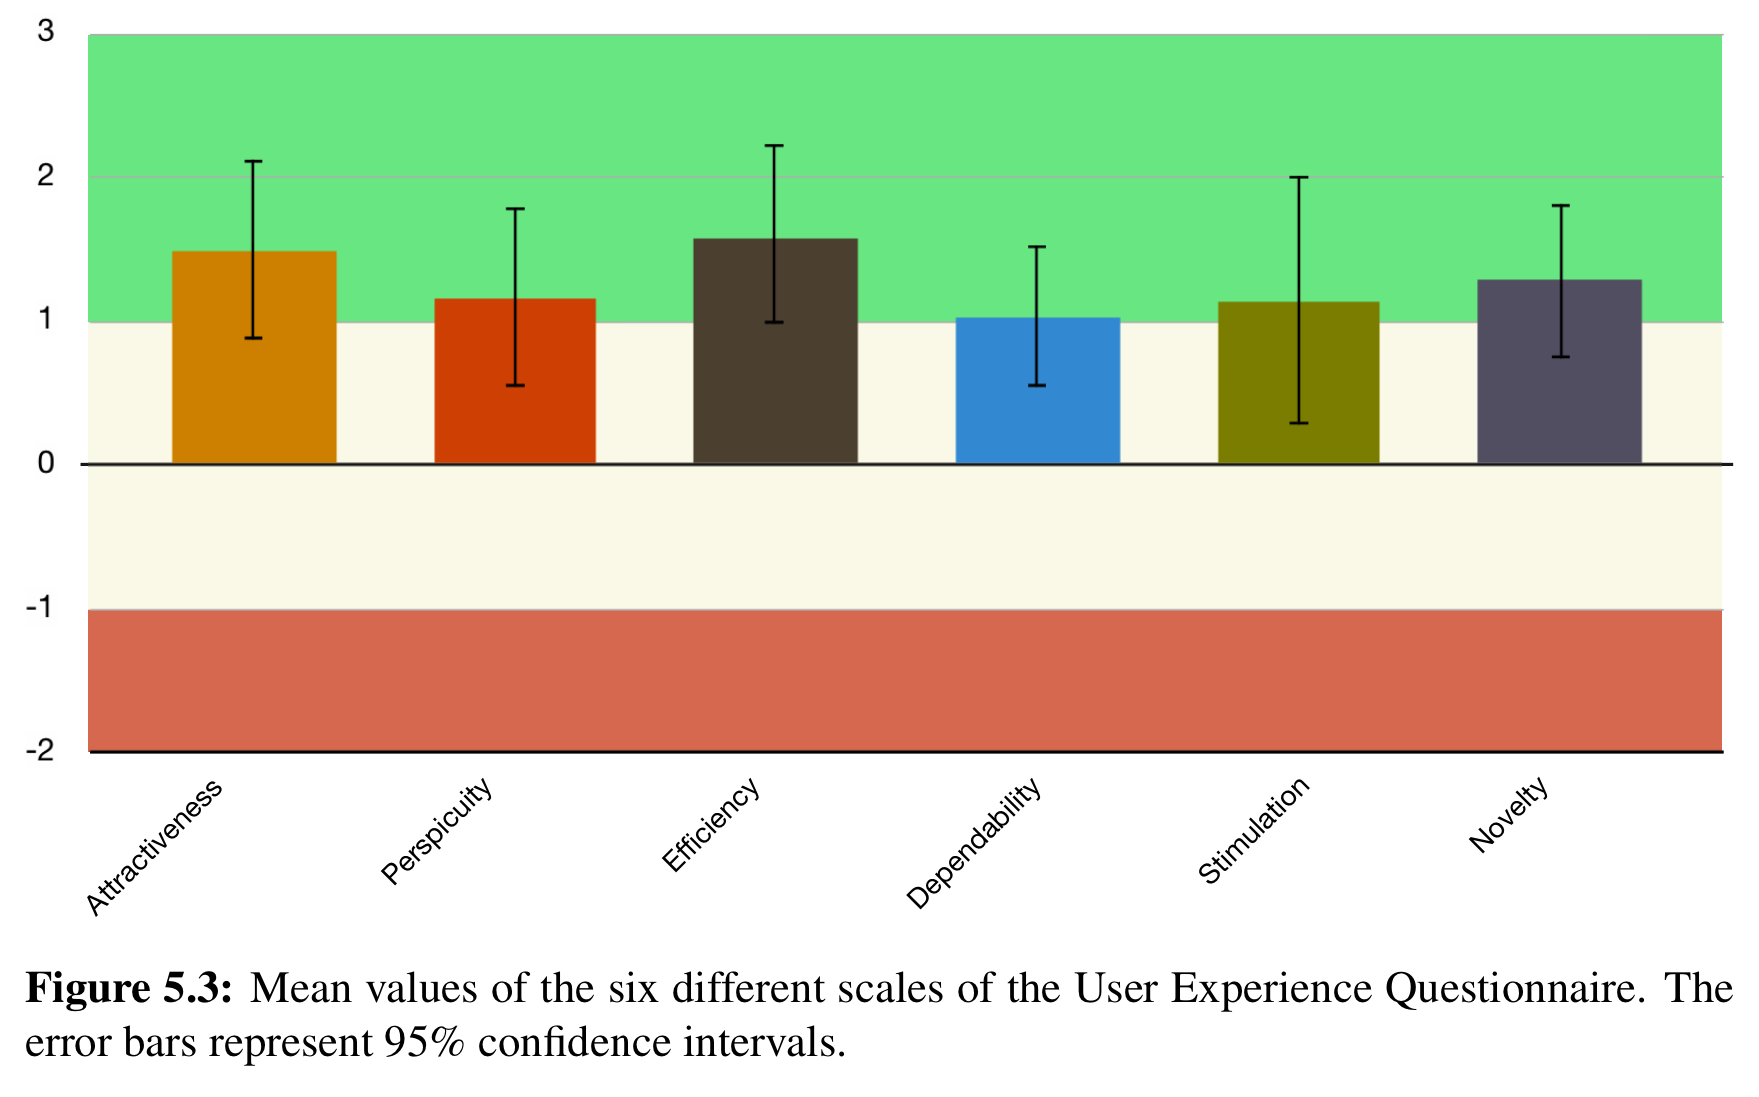 3
2
1
0
-1
-2
Attractiveness
Perspicuity
Efficiency
Dependability
Stimulation
Novelty
Figure 5.3: Mean values of the six different scales of the User Experience Questionnaire. The
error bars represent 95% confidence intervals.